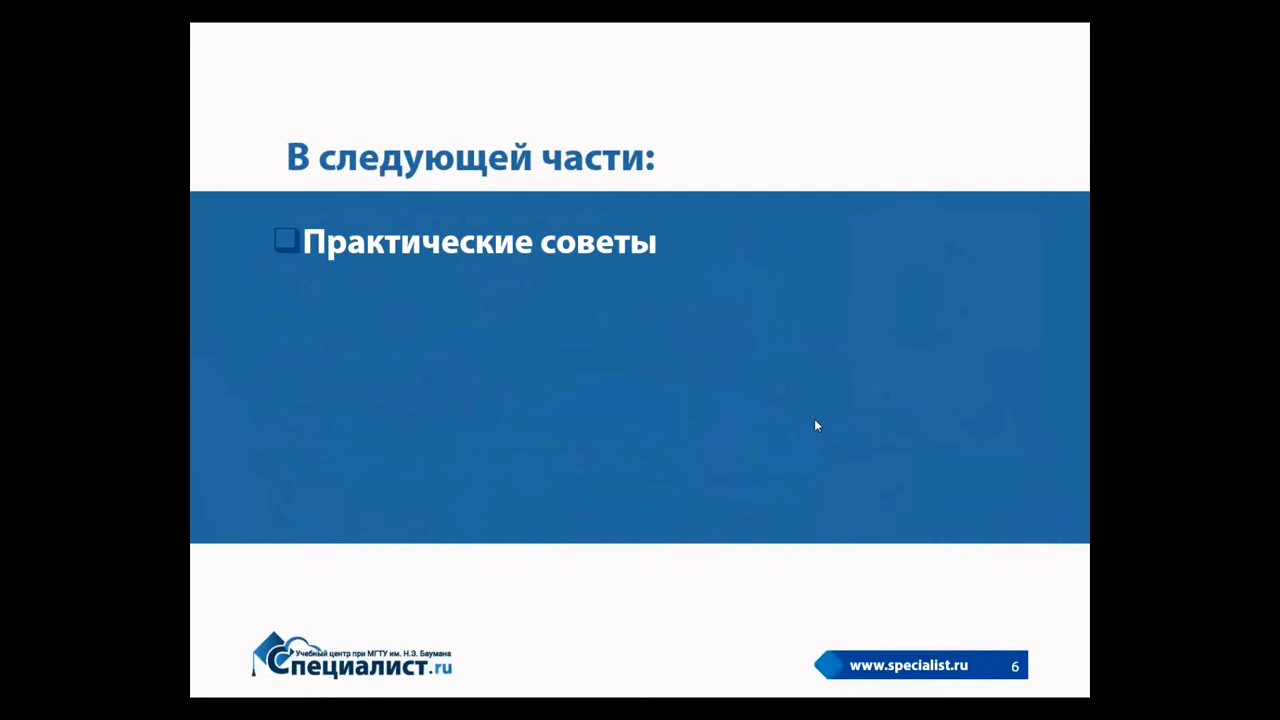 В следующей части:
Практические советы
Учебный центр при МГТУ им. Н.Э. Баумана
Специалист.ru
www.specialist.ru
6